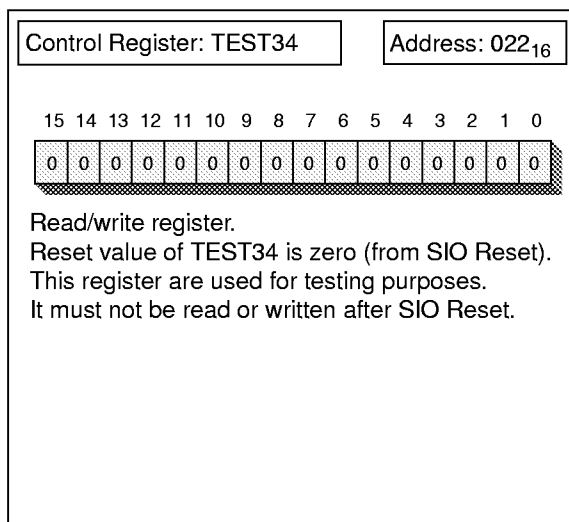 Control Register: TEST34
Address: 022₁₆
15 14 13 12 11 10 9 8 7 6 5 4 3 2 1 0
0 0 0 0 0 0 0 0 0 0 0 0 0 0 0 0
Read/write register.
Reset value of TEST34 is zero (from SIO Reset).
This register are used for testing purposes.
It must not be read or written after SIO Reset.